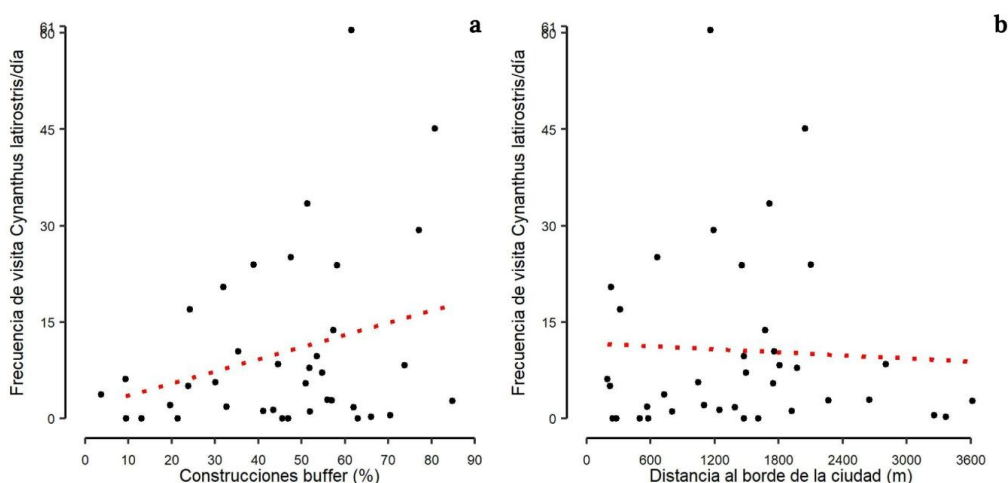 a
Frecuencia de visita Cynanthus latirostris/día
61
60
45
30
15
0
0 10 20 30 40 50 60 70 80 90
Construcciones buffer (%)
b
Frecuencia de visita Cynanthus latirostris/día
61
60
45
30
15
0
0 600 1200 1800 2400 3000 3600
Distancia al borde de la ciudad (m)